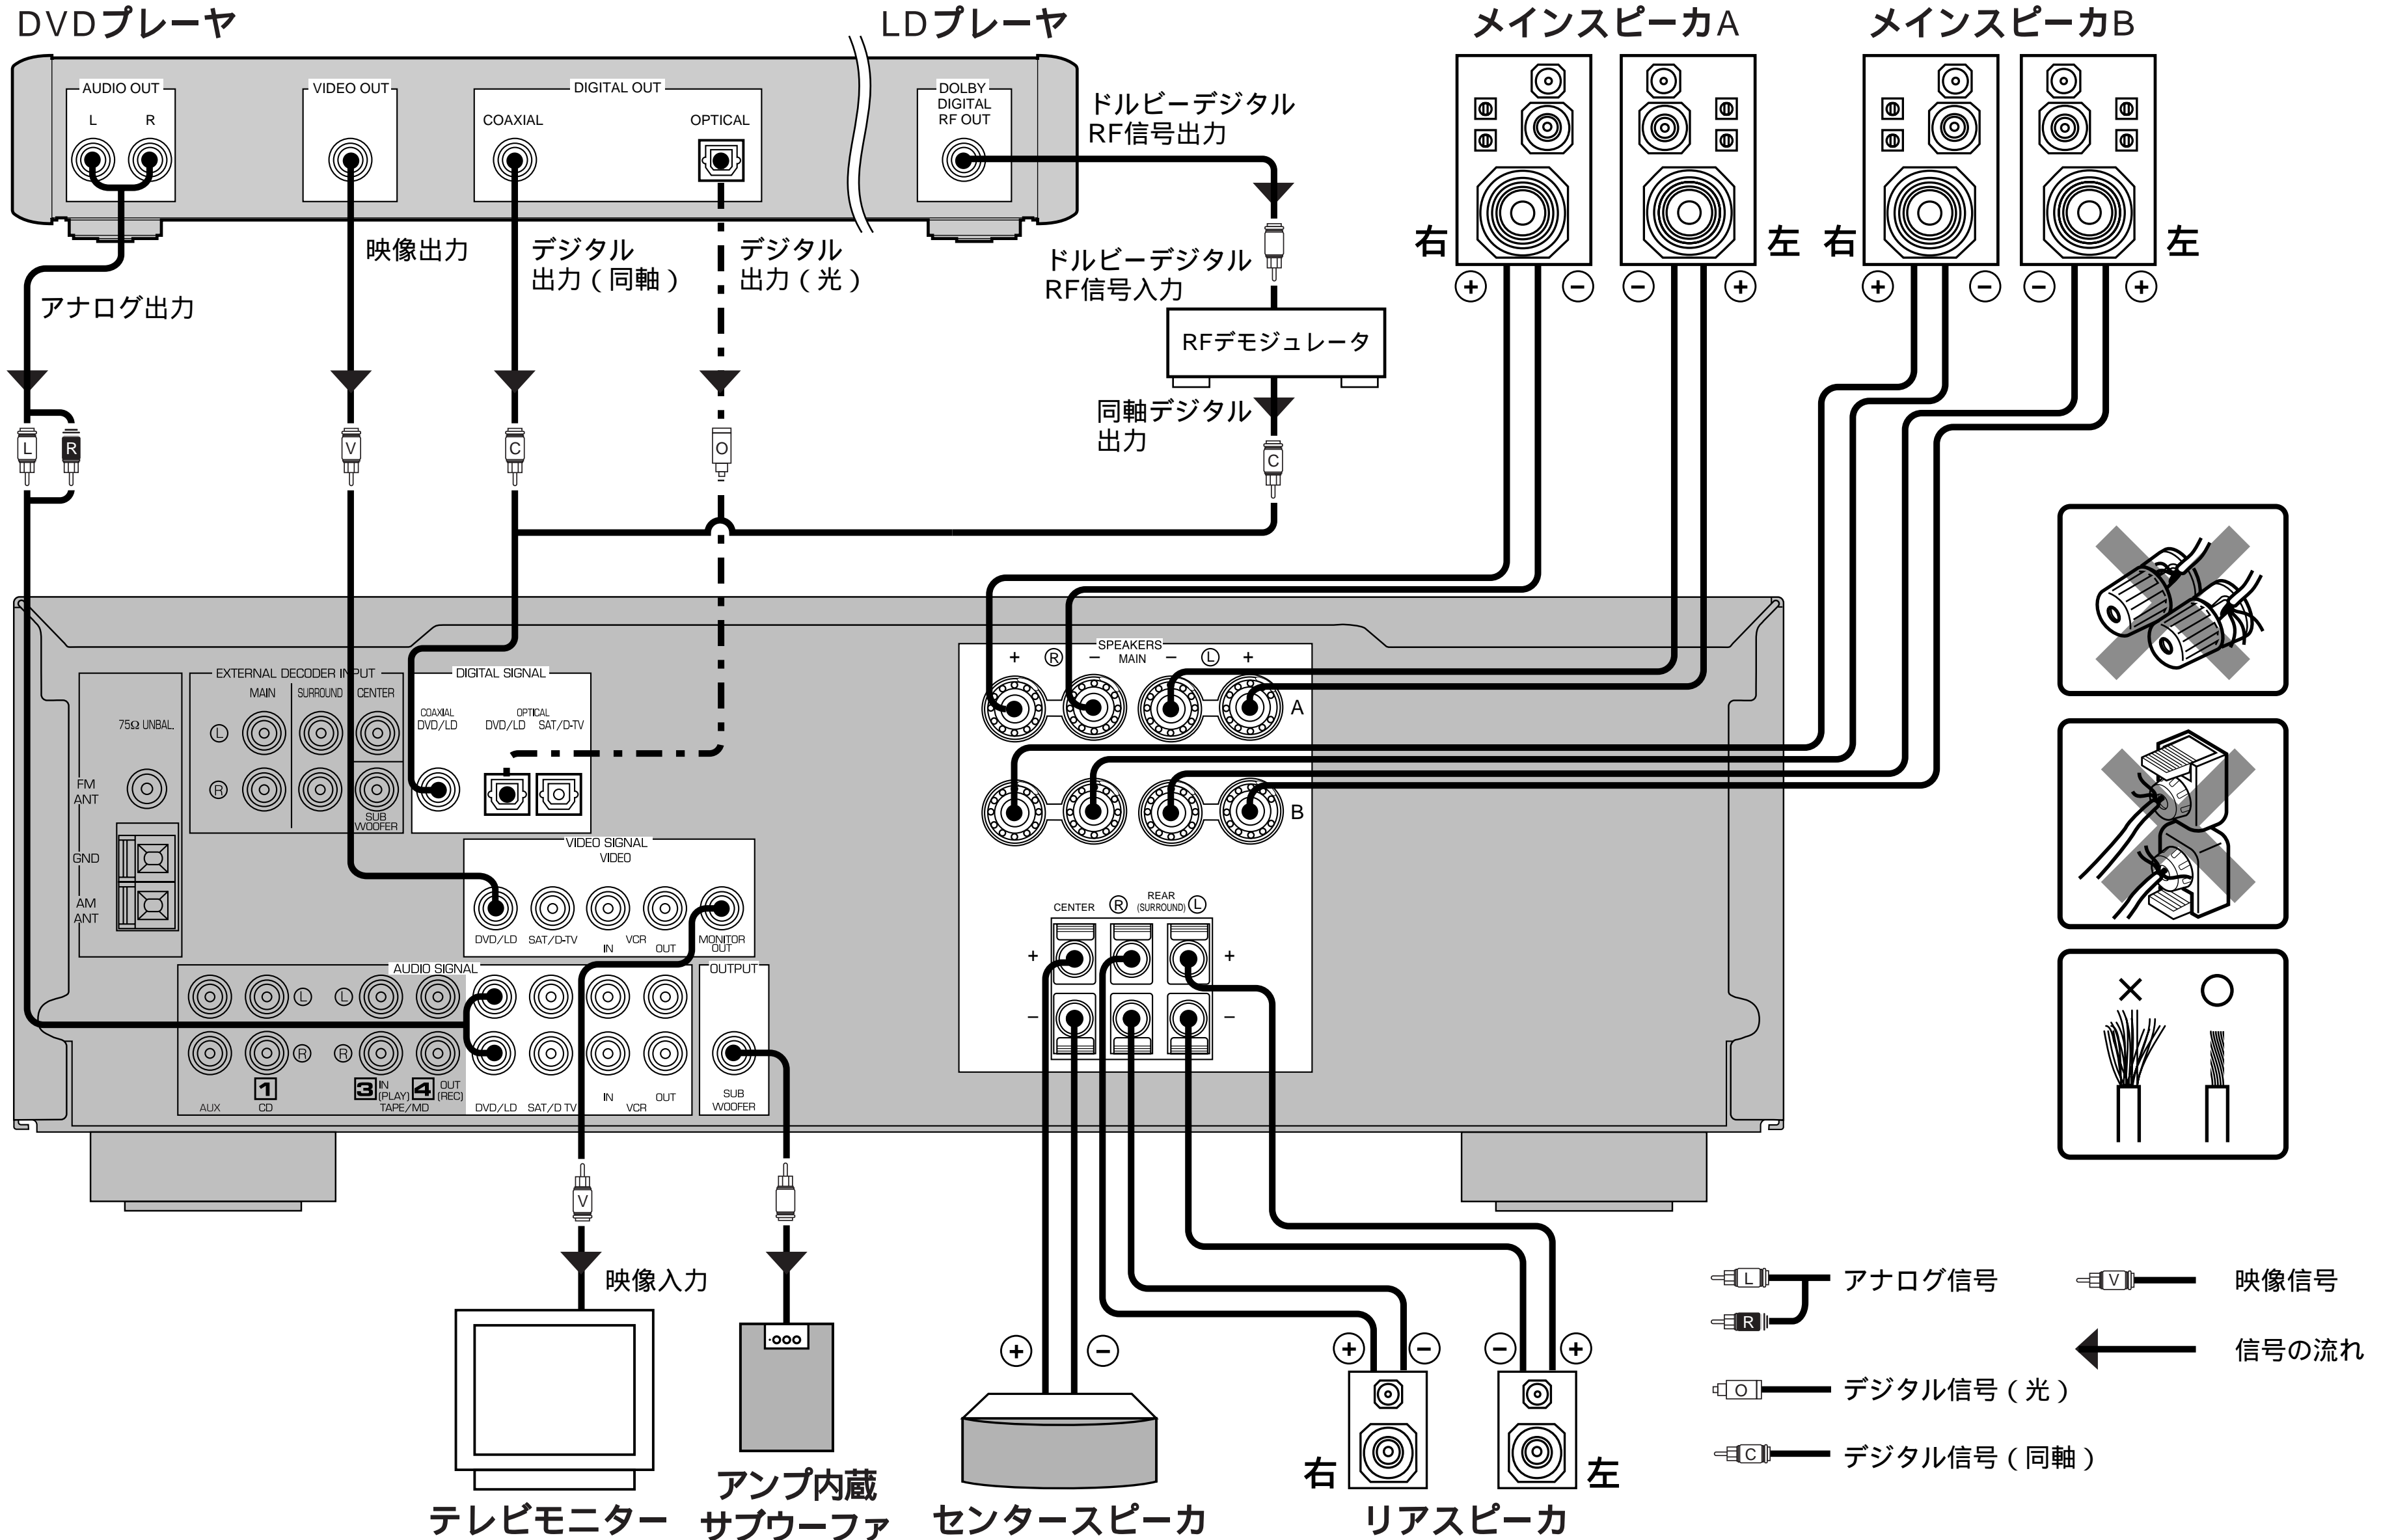 DVDプレーヤ
LDプレーヤ
メインスピーカA
メインスピーカB
AUDIO OUT
L R
VIDEO OUT
DIGITAL OUT
COAXIAL OPTICAL
DOLBY
DIGITAL
RF OUT
ドルビーデジタル
RF信号出力
アナログ出力
映像出力
デジタル
出力(同軸)
デジタル
出力(光)
ドルビーデジタル
RF信号入力
RFデモジュレータ
同軸デジタル
出力
右
左
右
左
+ − − +
+ − − +
L
R
V
C
O
C
75Ω UNBAL.
FM
ANT
GND
AM
ANT
EXTERNAL DECODER INPUT
MAIN SURROUND CENTER
L
R
SUB
WOOFER
DIGITAL SIGNAL
COAXIAL
DVD/LD
OPTICAL
DVD/LD SAT/D-TV
VIDEO SIGNAL
VIDEO
DVD/LD SAT/D-TV
IN VCR OUT
MONITOR
OUT
AUDIO SIGNAL
L L
R R
AUX
1
CD
3 IN
(PLAY)
4 OUT
(REC)
TAPE/MD
DVD/LD SAT/D TV
IN OUT
VCR
OUTPUT
SUB
WOOFER
SPEAKERS
MAIN
+ R − − L +
A
B
CENTER R
REAR
(SURROUND) L
+ +
− −
×
○
V
映像入力
テレビモニター
アンプ内蔵
サブウーファ
+ −
センタースピーカ
+ − − +
右
左
リアスピーカ
L アナログ信号
R
O デジタル信号(光)
C デジタル信号(同軸)
V 映像信号
信号の流れ